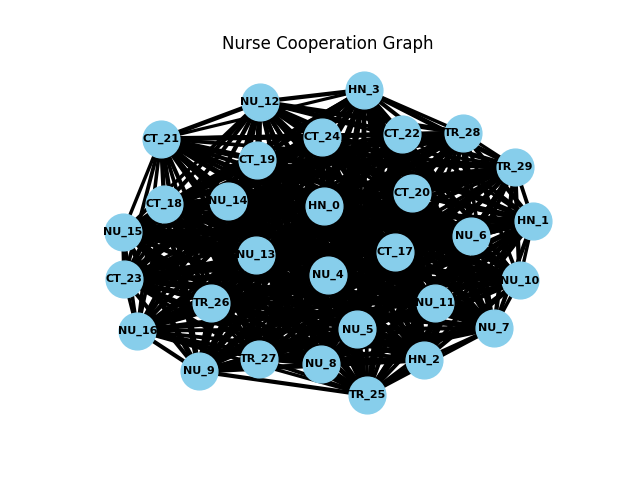 Nurse Cooperation Graph
HN_3
NU_12
CT_21
CT_24
CT_22
TR_28
CT_19
TR_29
CT_20
NU_14
CT_18
HN_0
HN_1
NU_15
NU_6
CT_17
NU_13
NU_4
CT_23
NU_10
TR_26
NU_11
NU_16
NU_5
NU_7
TR_27
HN_2
NU_8
NU_9
TR_25